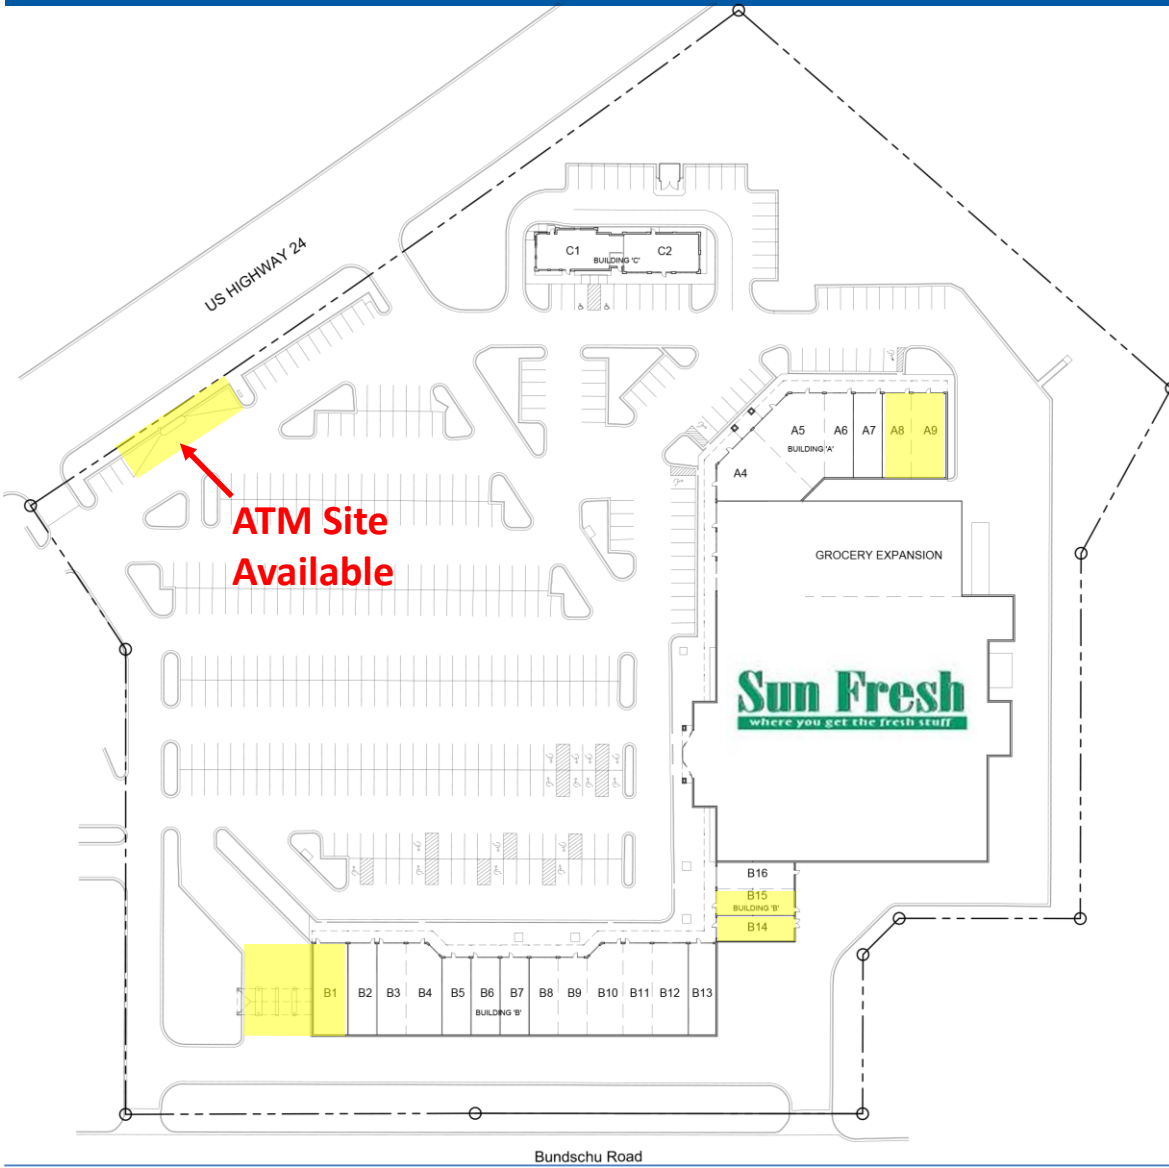 US HIGHWAY 24
C1
C2
BUILDING 'C'
A5
A6
A7
A8
A9
BUILDING 'A'
A4
ATM Site
Available
GROCERY EXPANSION
Sun Fresh
where you get the fresh stuff
B16
B15
BUILDING 'B'
B14
B1
B2
B3
B4
B5
B6
B7
B8
B9
B10
B11
B12
B13
BUILDING 'B'
Bundschu Road